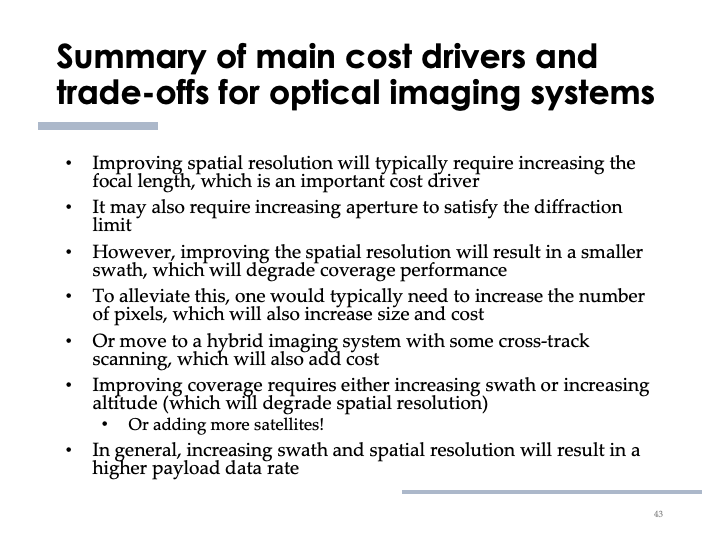 Summary of main cost drivers and
trade-offs for optical imaging systems
• Improving spatial resolution will typically require increasing the
focal length, which is an important cost driver
• It may also require increasing aperture to satisfy the diffraction
limit
• However, improving the spatial resolution will result in a smaller
swath, which will degrade coverage performance
• To alleviate this, one would typically need to increase the number
of pixels, which will also increase size and cost
• Or move to a hybrid imaging system with some cross-track
scanning, which will also add cost
• Improving coverage requires either increasing swath or increasing
altitude (which will degrade spatial resolution)
• Or adding more satellites!
• In general, increasing swath and spatial resolution will result in a
higher payload data rate
43